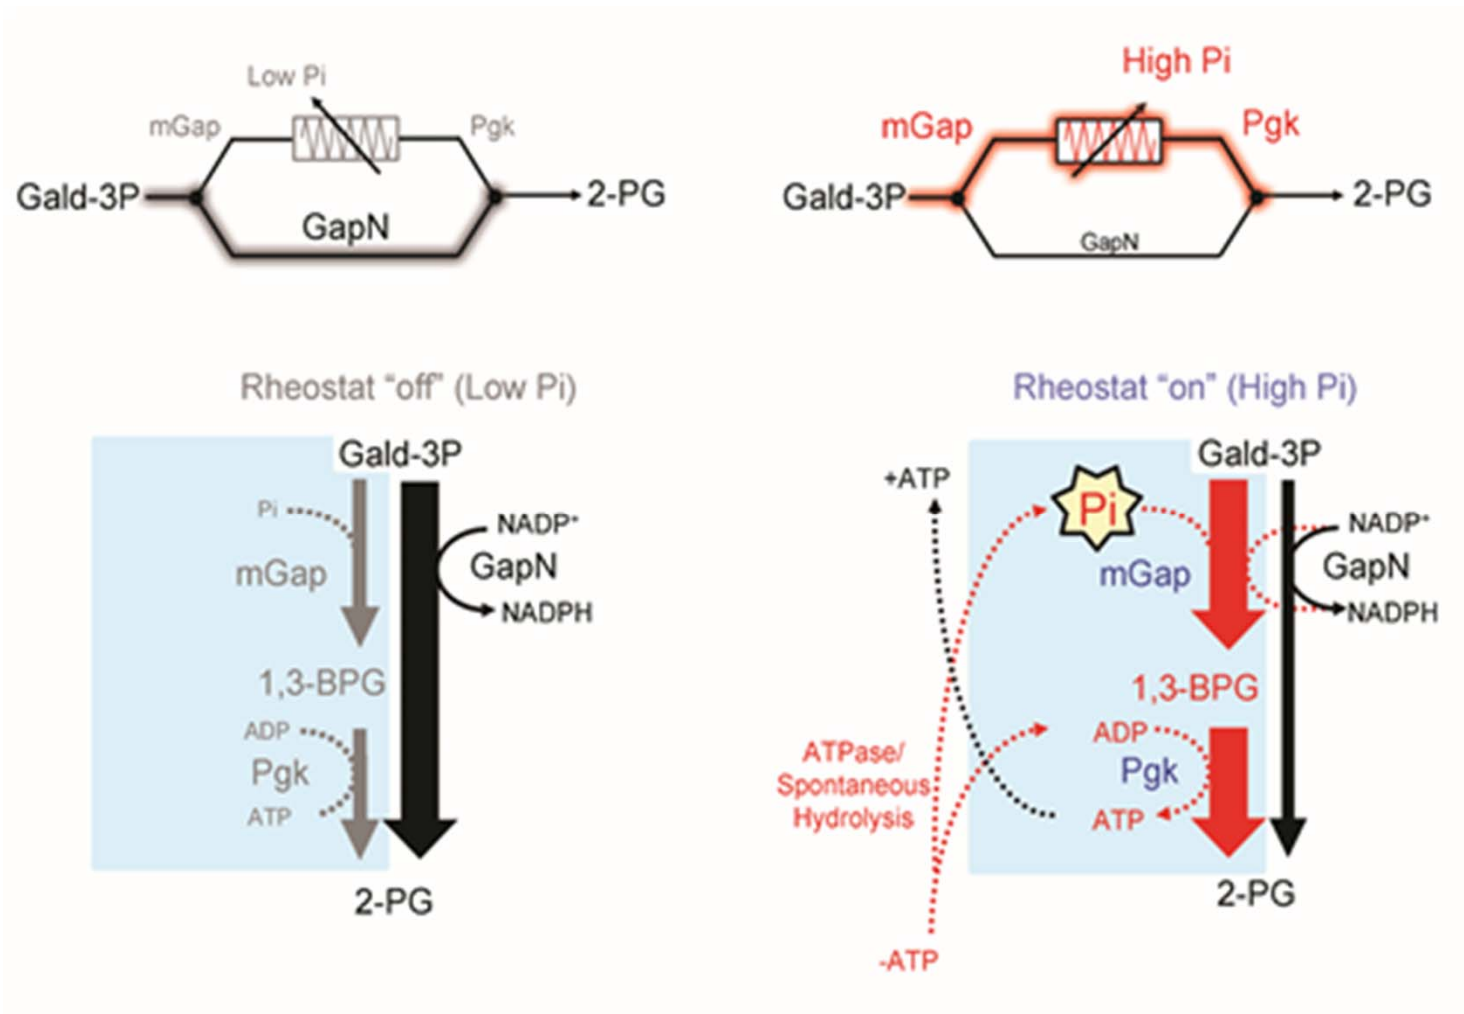 Low Pi
mGap
Pgk
Gald-3P
2-PG
GapN
High Pi
mGap
Pgk
Gald-3P
2-PG
GapN
Rheostat “off” (Low Pi)
Gald-3P
Pi
NADP⁺
mGap
GapN
NADPH
1,3-BPG
ADP
Pgk
ATP
2-PG
Rheostat “on” (High Pi)
Gald-3P
+ATP
Pi
NADP⁺
mGap
GapN
NADPH
1,3-BPG
ADP
ATPase/
Spontaneous
Hydrolysis
Pgk
ATP
2-PG
-ATP